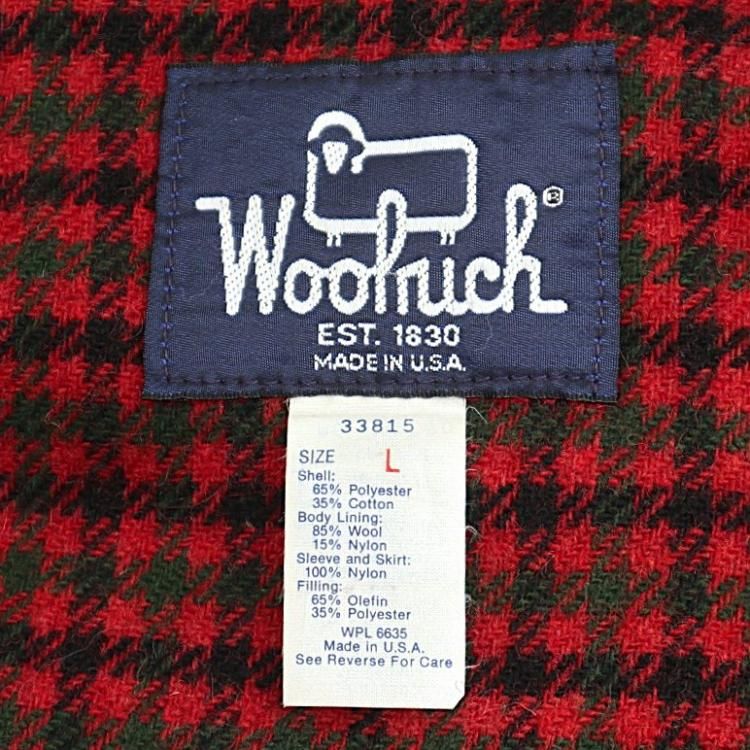 Woolrich®
EST. 1830
MADE IN U.S.A.
33815
SIZE L
Shell:
65% Polyester
35% Cotton
Body Lining:
85% Wool
15% Nylon
Sleeve and Skirt:
100% Nylon
Filling:
65% Olefin
35% Polyester
WPL 6635
Made in U.S.A.
See Reverse For Care